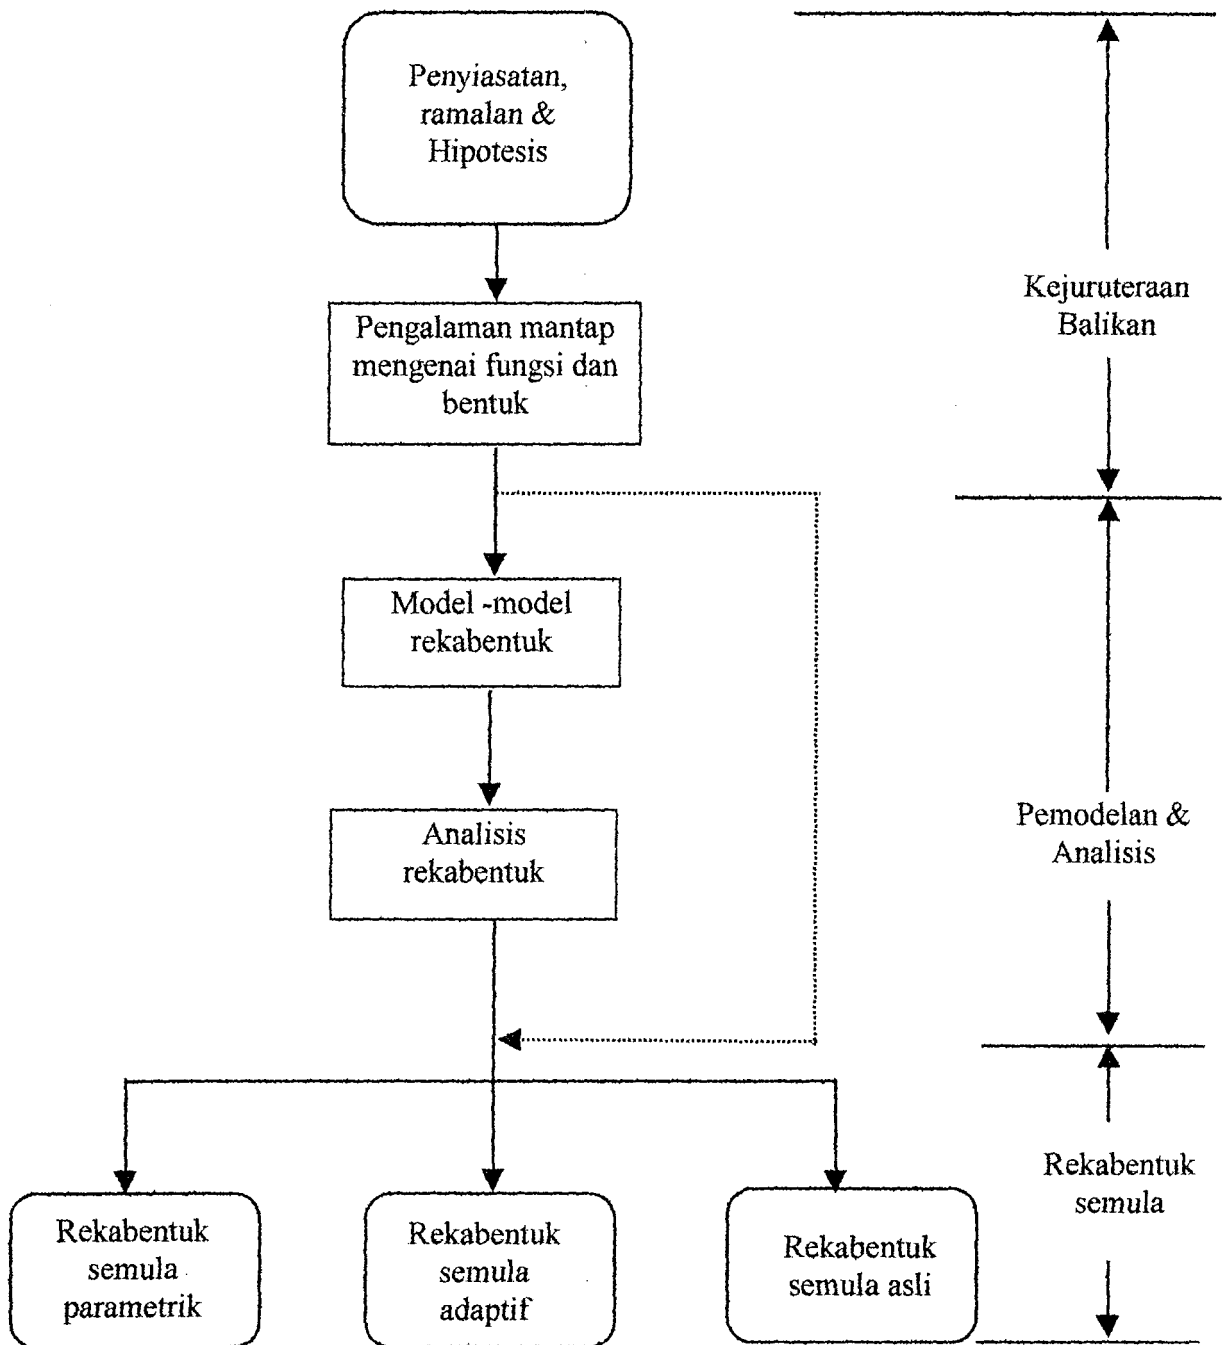 Penyiasatan,
ramalan &
Hipotesis
Pengalaman mantap
mengenai fungsi dan
bentuk
Kejuruteraan
Balikan
Model -model
rekabentuk
Analisis
rekabentuk
Pemodelan &
Analisis
Rekabentuk
semula
parametrik
Rekabentuk
semula
adaptif
Rekabentuk
semula asli
Rekabentuk
semula